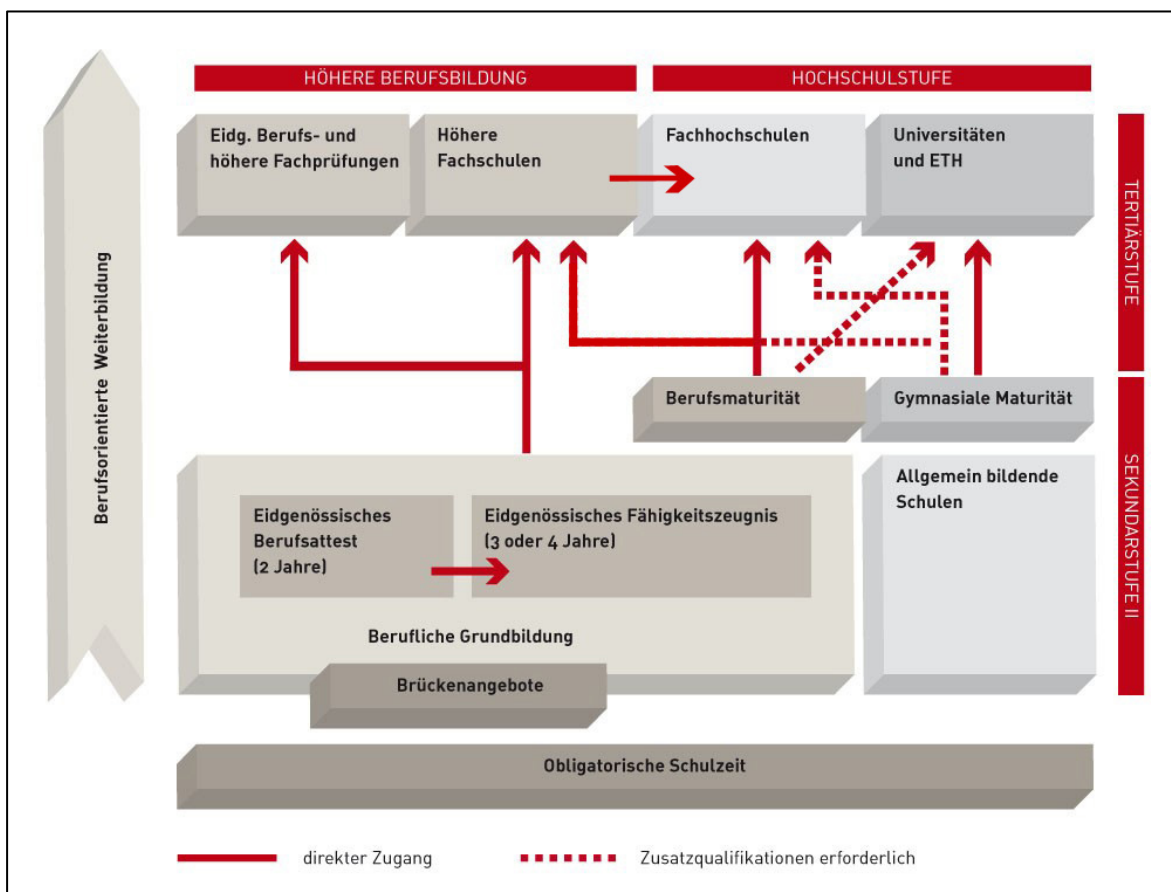 HÖHERE BERUFSBILDUNG
HOCHSCHULSTUFE
Eidg. Berufs- und
höhere Fachprüfungen
Höhere
Fachschulen
Fachhochschulen
Universitäten
und ETH
TERTIÄRSTUFE
Berufsorientierte Weiterbildung
Berufsmaturität
Gymnasiale Maturität
SEKUNDARSTUFE II
Allgemein bildende
Schulen
Eidgenössisches
Berufsattest
(2 Jahre)
Eidgenössisches Fähigkeitszeugnis
(3 oder 4 Jahre)
Berufliche Grundbildung
Brückenangebote
Obligatorische Schulzeit
direkter Zugang
Zusatzqualifikationen erforderlich